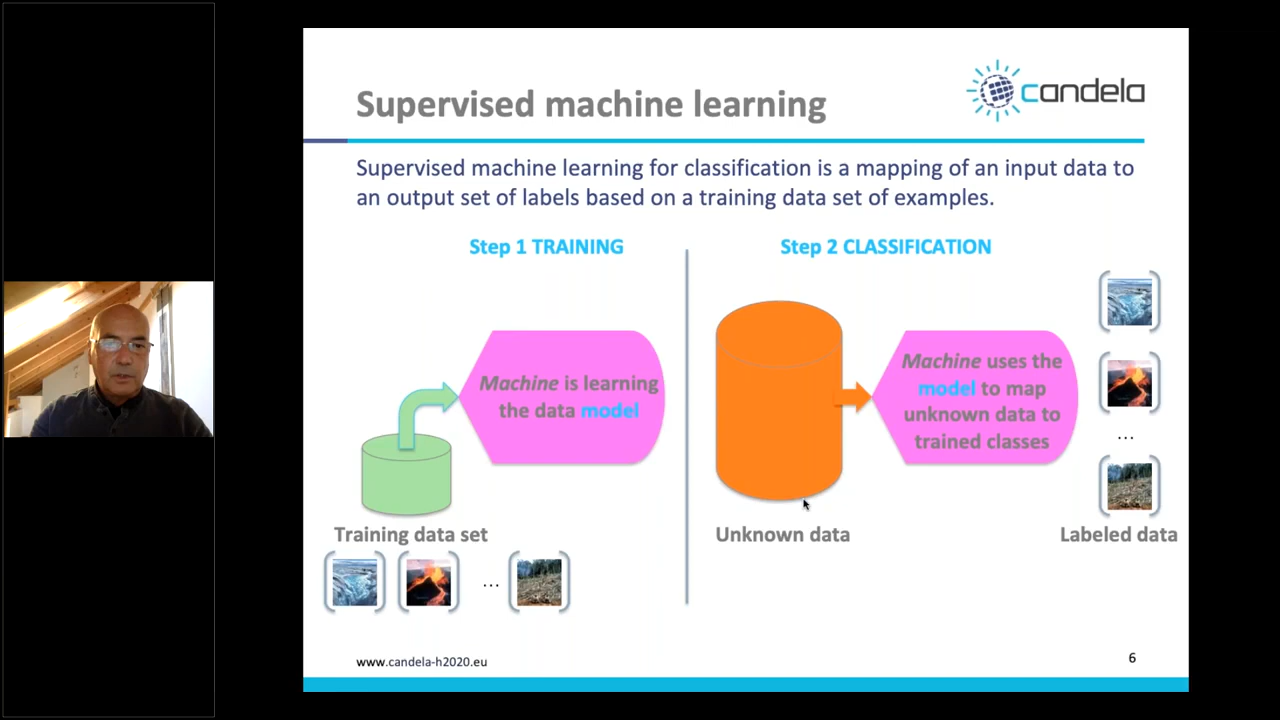 Supervised machine learning
candela
Supervised machine learning for classification is a mapping of an input data to
an output set of labels based on a training data set of examples.
Step 1 TRAINING
Machine is learning
the data model
Training data set
...
Step 2 CLASSIFICATION
Machine uses the
model to map
unknown data to
trained classes
Unknown data
...
Labeled data
www.candela-h2020.eu
6